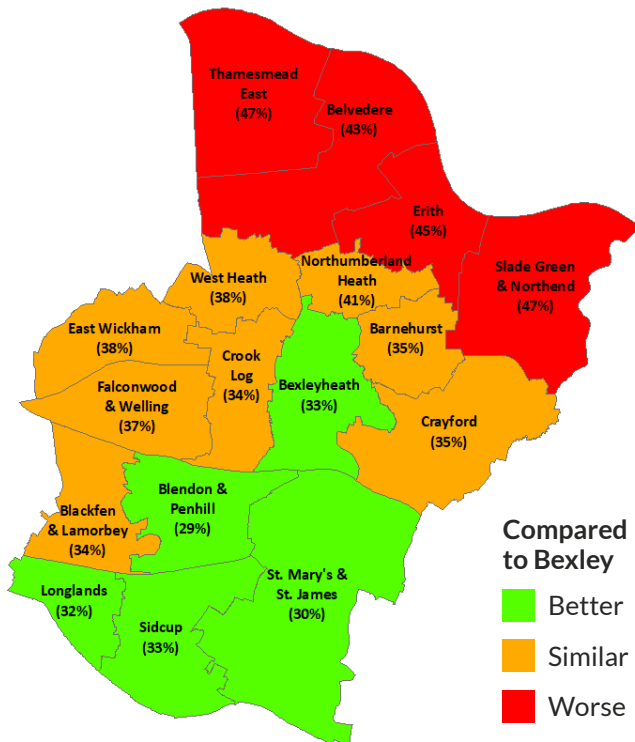 Thamesmead
East
(47%)
Belvedere
(43%)
Erith
(45%)
Slade Green
& Northend
(47%)
Northumberland
Heath
(41%)
West Heath
(38%)
East Wickham
(38%)
Crook
Log
(34%)
Barnehurst
(35%)
Bexleyheath
(33%)
Falconwood
& Welling
(37%)
Crayford
(35%)
Blendon &
Penhill
(29%)
Blackfen
& Lamorbey
(34%)
St. Mary's &
St. James
(30%)
Longlands
(32%)
Sidcup
(33%)
Compared
to Bexley
Better
Similar
Worse